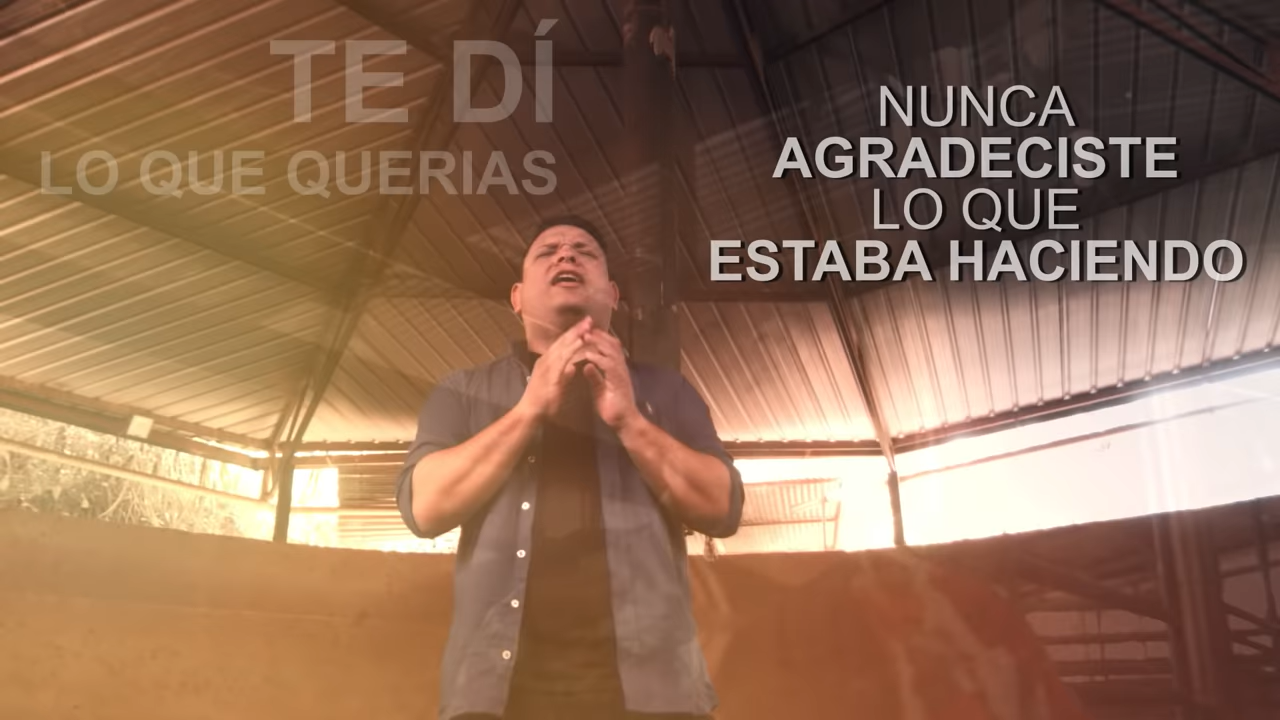 TE DÍ
LO QUE QUERIAS
NUNCA
AGRADECISTE
LO QUE
ESTABA HACIENDO